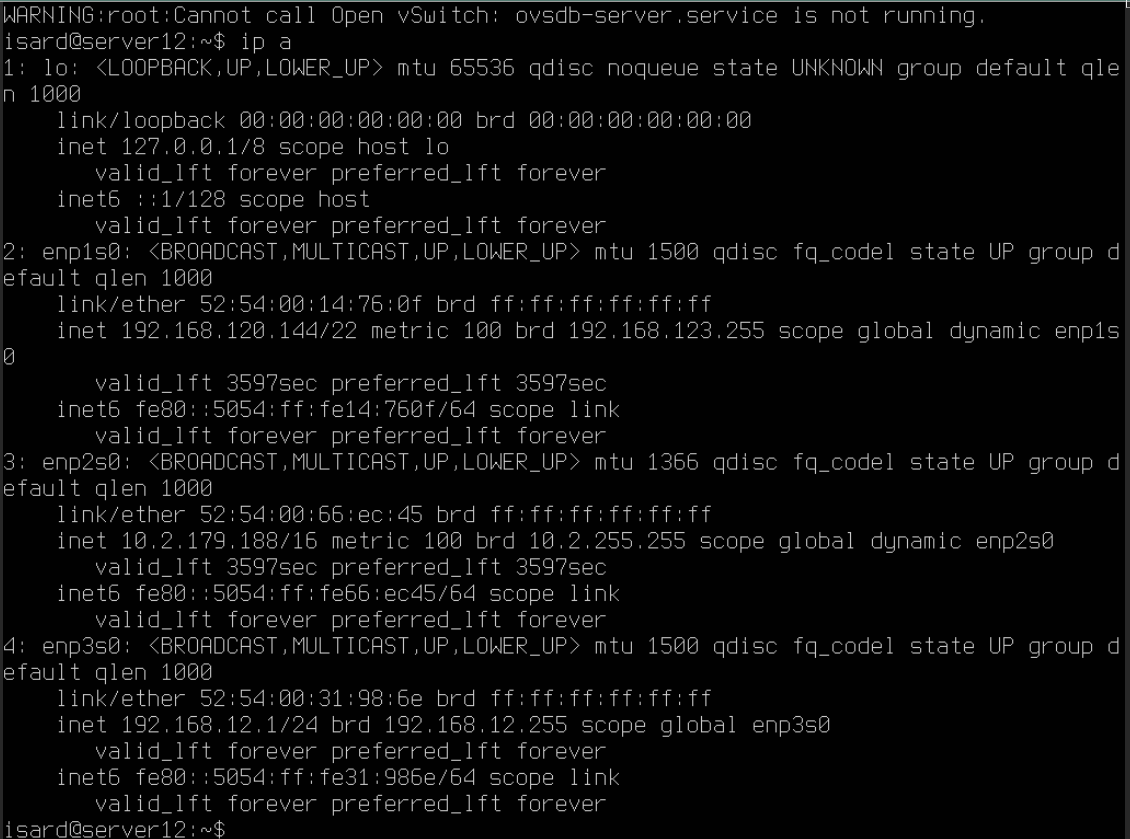 WARNING:root:Cannot call Open vSwitch: ovsdb-server.service is not running.
isard@server12:~$ ip a
1: lo: <LOOPBACK,UP,LOWER_UP> mtu 65536 qdisc noqueue state UNKNOWN group default qle
n 1000
    link/loopback 00:00:00:00:00:00 brd 00:00:00:00:00:00
    inet 127.0.0.1/8 scope host lo
       valid_lft forever preferred_lft forever
    inet6 ::1/128 scope host
       valid_lft forever preferred_lft forever
2: enp1s0: <BROADCAST,MULTICAST,UP,LOWER_UP> mtu 1500 qdisc fq_codel state UP group d
efault qlen 1000
    link/ether 52:54:00:14:76:0f brd ff:ff:ff:ff:ff:ff
    inet 192.168.120.144/22 metric 100 brd 192.168.123.255 scope global dynamic enp1s
0
       valid_lft 3597sec preferred_lft 3597sec
    inet6 fe80::5054:ff:fe14:760f/64 scope link
       valid_lft forever preferred_lft forever
3: enp2s0: <BROADCAST,MULTICAST,UP,LOWER_UP> mtu 1366 qdisc fq_codel state UP group d
efault qlen 1000
    link/ether 52:54:00:66:ec:45 brd ff:ff:ff:ff:ff:ff
    inet 10.2.179.188/16 metric 100 brd 10.2.255.255 scope global dynamic enp2s0
       valid_lft 3597sec preferred_lft 3597sec
    inet6 fe80::5054:ff:fe66:ec45/64 scope link
       valid_lft forever preferred_lft forever
4: enp3s0: <BROADCAST,MULTICAST,UP,LOWER_UP> mtu 1500 qdisc fq_codel state UP group d
efault qlen 1000
    link/ether 52:54:00:31:98:6e brd ff:ff:ff:ff:ff:ff
    inet 192.168.12.1/24 brd 192.168.12.255 scope global enp3s0
       valid_lft forever preferred_lft forever
    inet6 fe80::5054:ff:fe31:986e/64 scope link
       valid_lft forever preferred_lft forever
isard@server12:~$